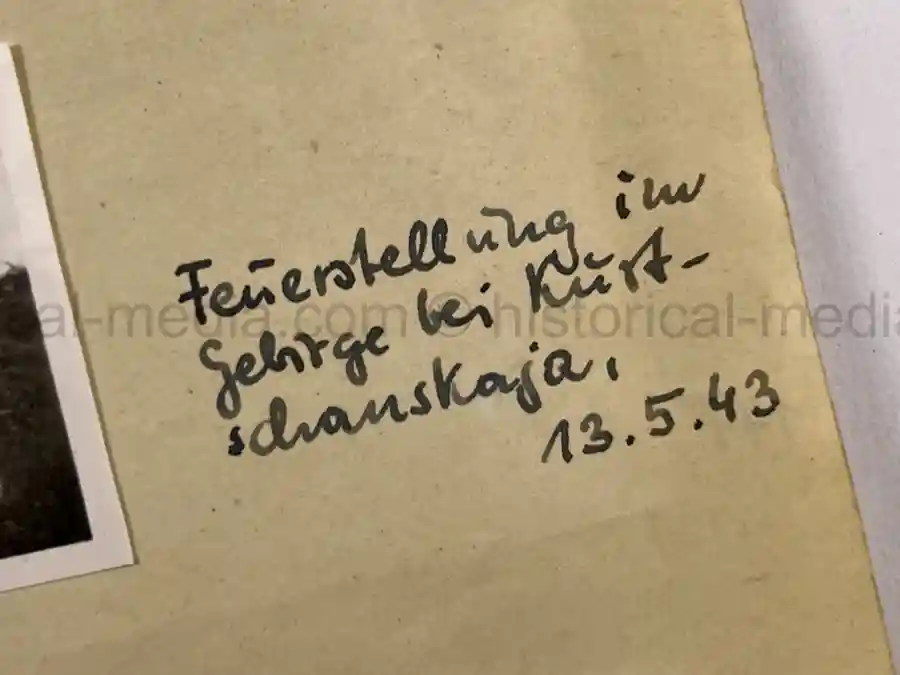 Feuerstellung im
Gebirge bei Kurt-
schanskaja.
13.5.43
al-media.com © historical-media